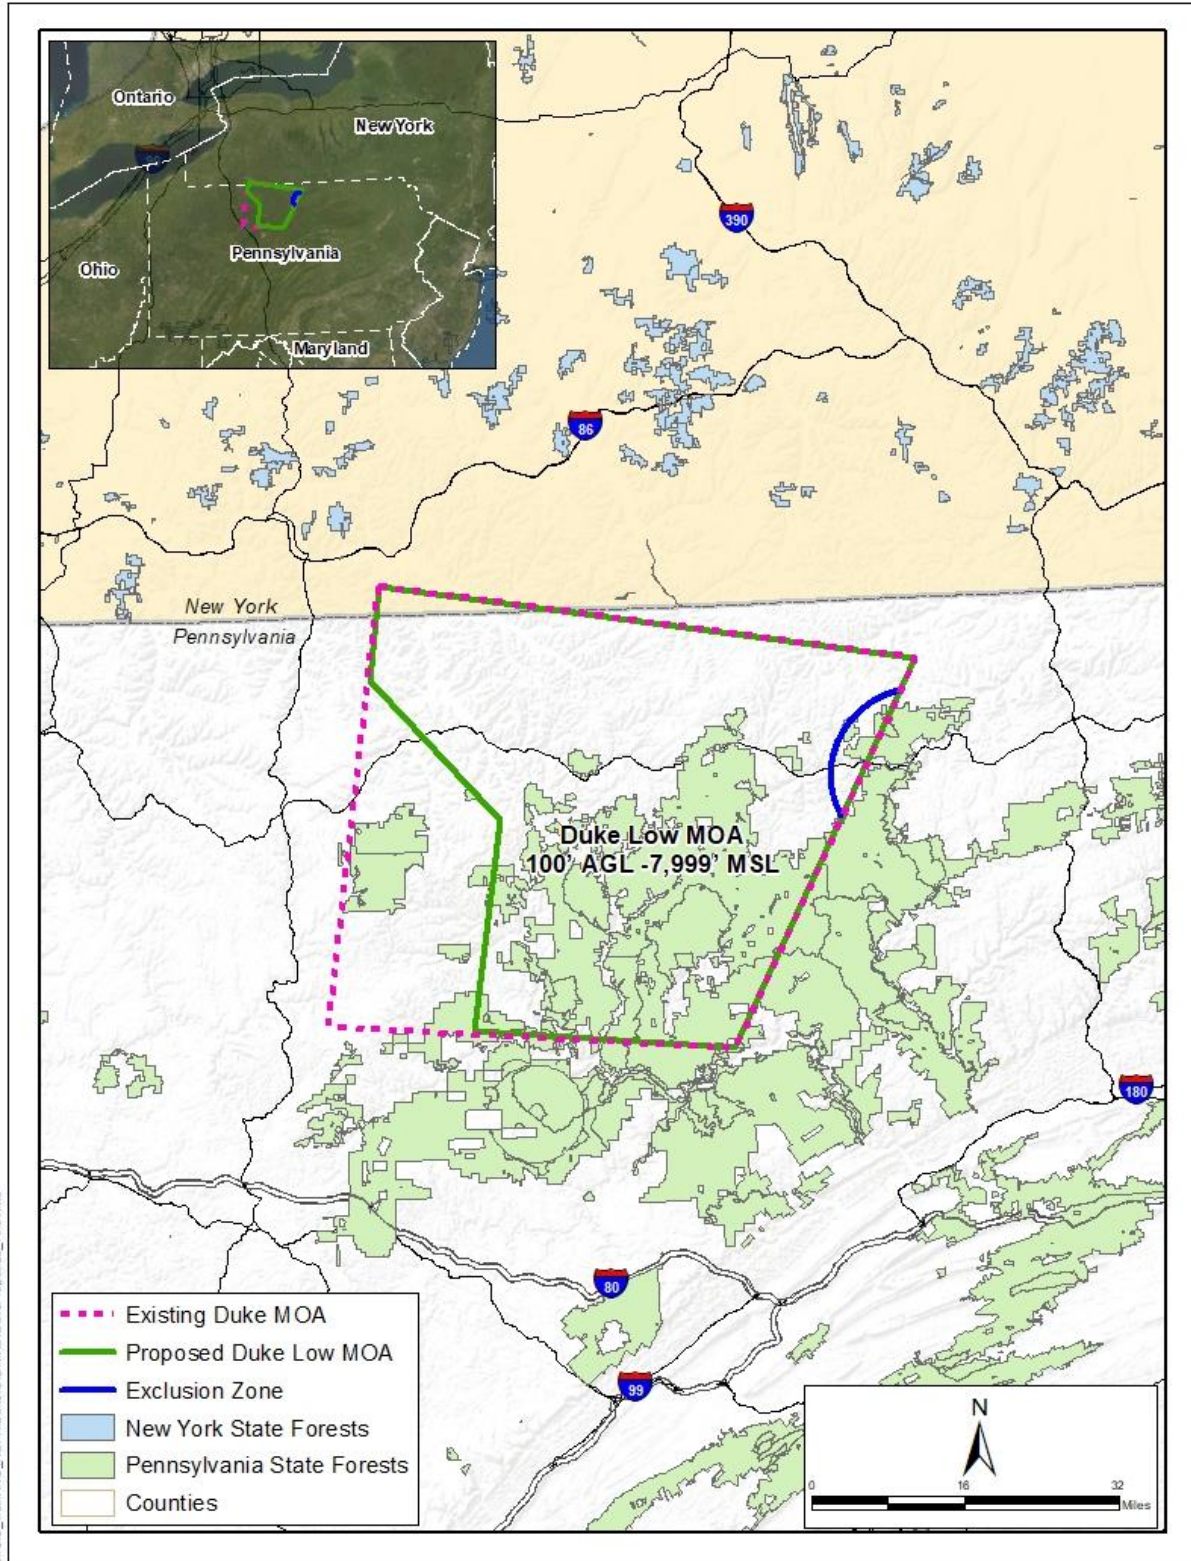 Ontario
New York
Pennsylvania
Ohio
Maryland
390
86
New York
Pennsylvania
Duke Low MOA
100' AGL -7,999' MSL
180
80
99
Existing Duke MOA
Proposed Duke Low MOA
Exclusion Zone
New York State Forests
Pennsylvania State Forests
Counties
N
0 16 32
Miles